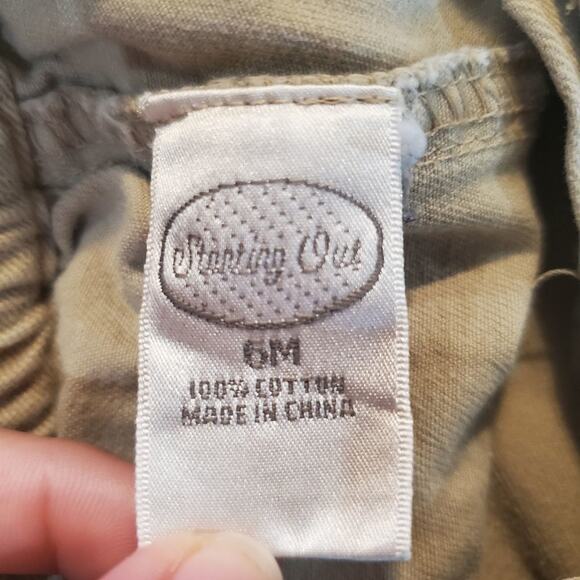 Starting Out
6M
100% COTTON
MADE IN CHINA